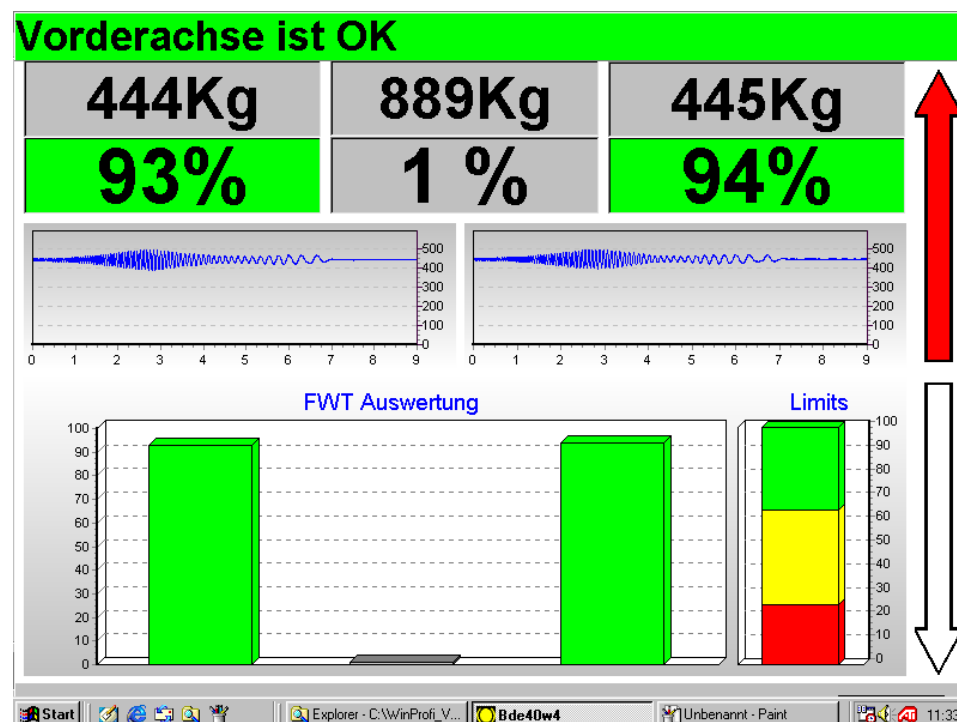 Vorderachse ist OK
444Kg 889Kg 445Kg
93% 1 % 94%
500 500
400 400
300 300
200 200
100 100
0 0
0 1 2 3 4 5 6 7 8 9 0 1 2 3 4 5 6 7 8 9
FWT Auswertung Limits
100 100
90 90
80 80
70 70
60 60
50 50
40 40
30 30
20 20
10 10
0 0
Start Explorer - C:\WinProfi_V... Bde40w4 Unbenannt - Paint ATI 11:33